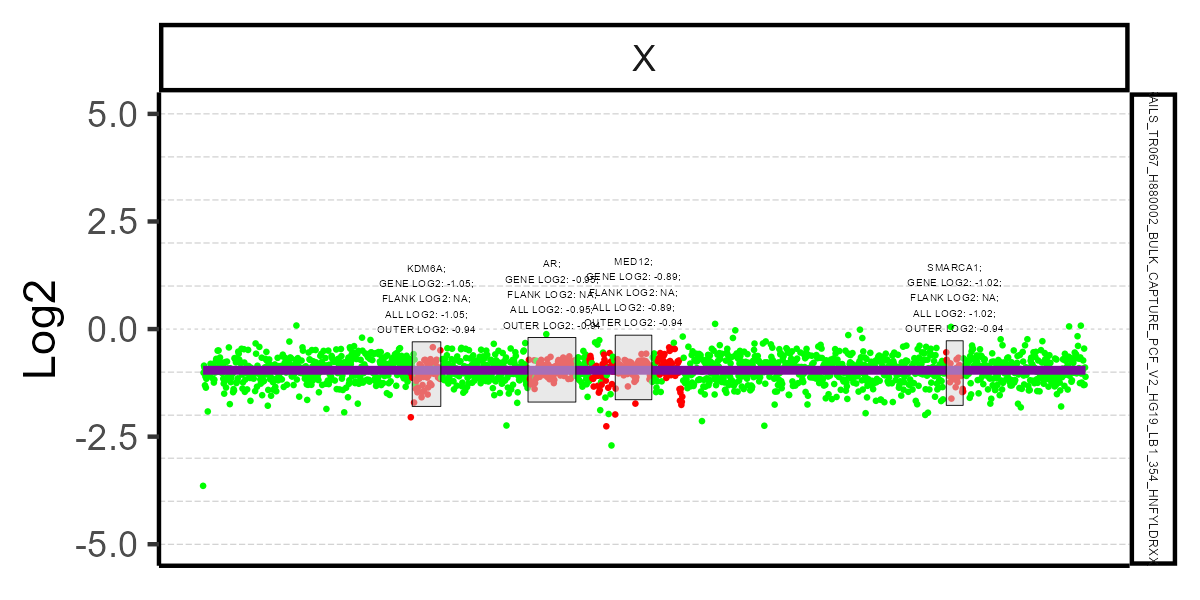 X
5.0
2.5
0.0
-2.5
-5.0
Log2
KDM6A;
GENE LOG2: -1.05;
FLANK LOG2: NA;
ALL LOG2: -1.05;
OUTER LOG2: -0.94
AR;
GENE LOG2: -0.95;
FLANK LOG2: NA;
ALL LOG2: -0.95;
OUTER LOG2: -0.94
MED12;
GENE LOG2: -0.89;
FLANK LOG2: NA;
ALL LOG2: -0.89;
OUTER LOG2: -0.94
SMARCA1;
GENE LOG2: -1.02;
FLANK LOG2: NA;
ALL LOG2: -1.02;
OUTER LOG2: -0.94
AILS_TR067_H880002_BULK_CAPTURE_PCF_V2_HG19_LB1_354_HNFYLDRXX